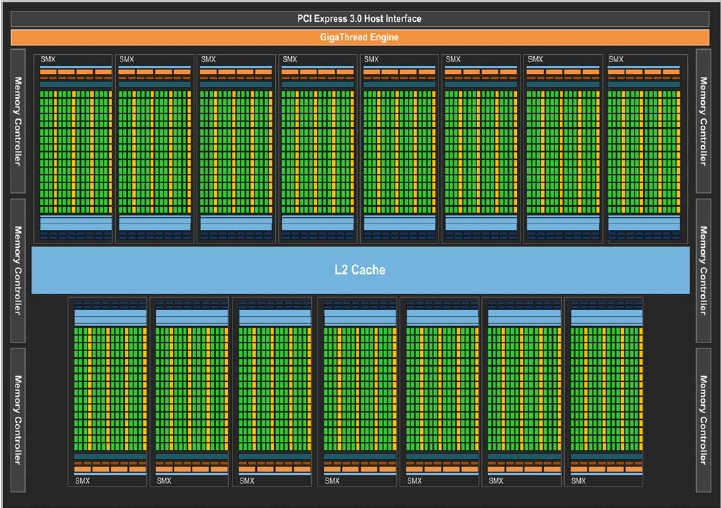 PCI Express 3.0 Host Interface
GigaThread Engine
SMX SMX SMX SMX SMX SMX SMX SMX
Memory Controller
Memory Controller
Memory Controller
L2 Cache
Memory Controller
Memory Controller
Memory Controller
SMX SMX SMX SMX SMX SMX SMX